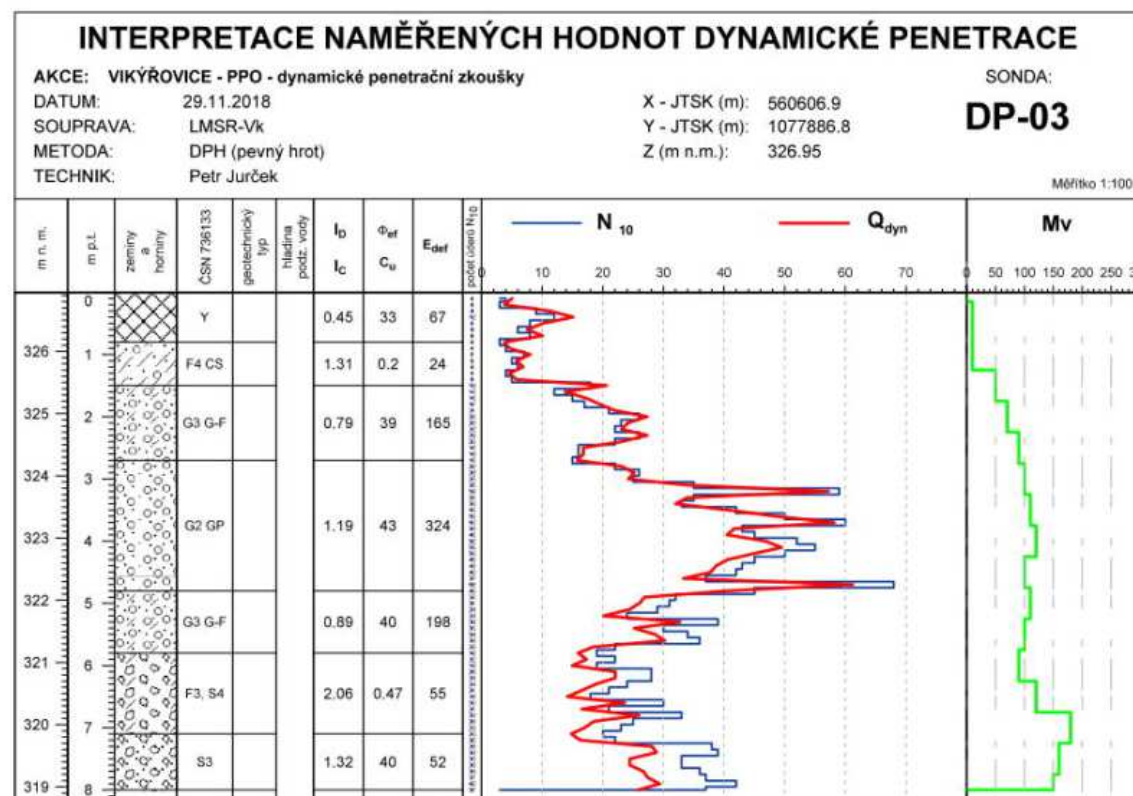 INTERPRETACE NAMĚŘENÝCH HODNOT DYNAMICKÉ PENETRACE
AKCE: VIKÝŘOVICE - PPO - dynamické penetrační zkoušky
SONDA:
DATUM: 29.11.2018
X - JTSK (m): 560606.9
DP-03
SOUPRAVA: LMSR-Vk
Y - JTSK (m): 1077886.8
METODA: DPH (pevný hrot)
Z (m n.m.): 326.95
TECHNIK: Petr Jurček
Měřítko 1:100
m n. m.
m p.t.
zeminy
a
horniny
ČSN 736133
geotechnický
typ
hladina
podz. vody
ID
IC
Φef
Cu
Edef
počet úderů N10
N 10
Qdyn
Mv
0 10 20 30 40 50 60 70
0 50 100 150 200 250
0
Y 0.45 33 67
326
1
F4 CS 1.31 0.2 24
325
2
G3 G-F 0.79 39 165
324
3
G2 GP 1.19 43 324
323
4
322
5
G3 G-F 0.89 40 198
321
6
F3, S4 2.06 0.47 55
320
7
S3 1.32 40 52
319
8